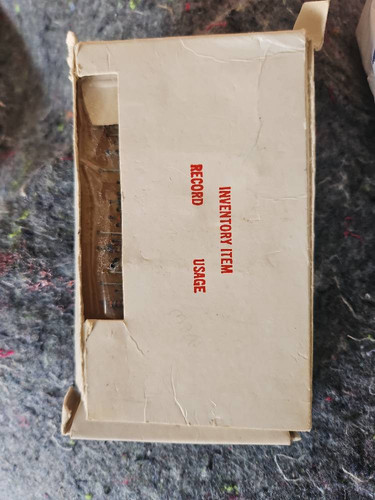 INVENTORY ITEM
RECORD USAGE